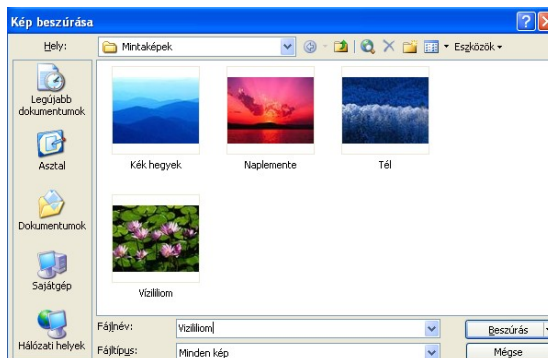 Kép beszúrása
Hely:
Mintaképek
Eszközök
Legújabb
dokumentumok
Asztal
Dokumentumok
Sajátgép
Hálózati helyek
Kék hegyek
Naplemente
Tél
Vízililiom
Fájlnév:
Vizililiom
Beszúrás
Fájltípus:
Minden kép
Mégse